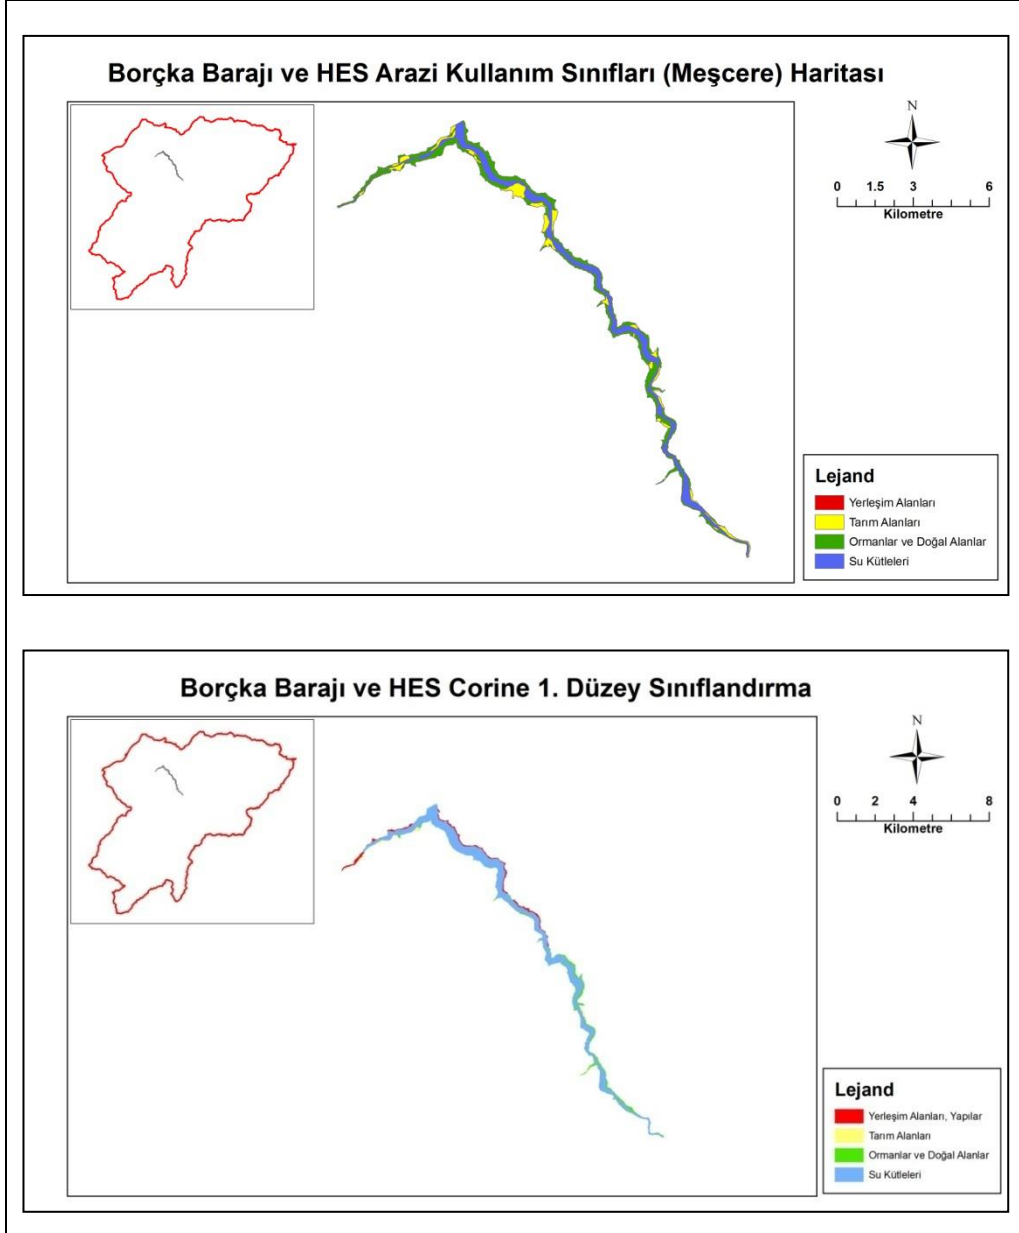 Borçka Barajı ve HES Arazi Kullanım Sınıfları (Meşcere) Haritası
N
0 1.5 3 6
Kilometre
Lejand
Yerleşim Alanları
Tarım Alanları
Ormanlar ve Doğal Alanlar
Su Kütleleri
Borçka Barajı ve HES Corine 1. Düzey Sınıflandırma
N
0 2 4 8
Kilometre
Lejand
Yerleşim Alanları, Yapılar
Tarım Alanları
Ormanlar ve Doğal Alanlar
Su Kütleleri